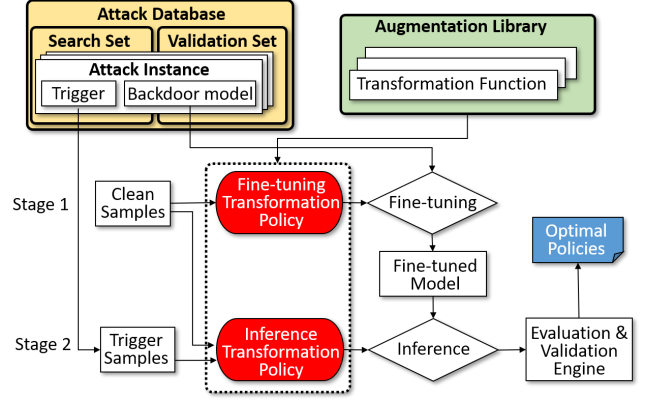 Attack Database
Search Set
Validation Set
Attack Instance
Trigger
Backdoor model
Augmentation Library
Transformation Function
Stage 1
Clean
Samples
Fine-tuning
Transformation
Policy
Fine-tuning
Optimal
Policies
Fine-tuned
Model
Stage 2
Trigger
Samples
Inference
Transformation
Policy
Inference
Evaluation &
Validation
Engine